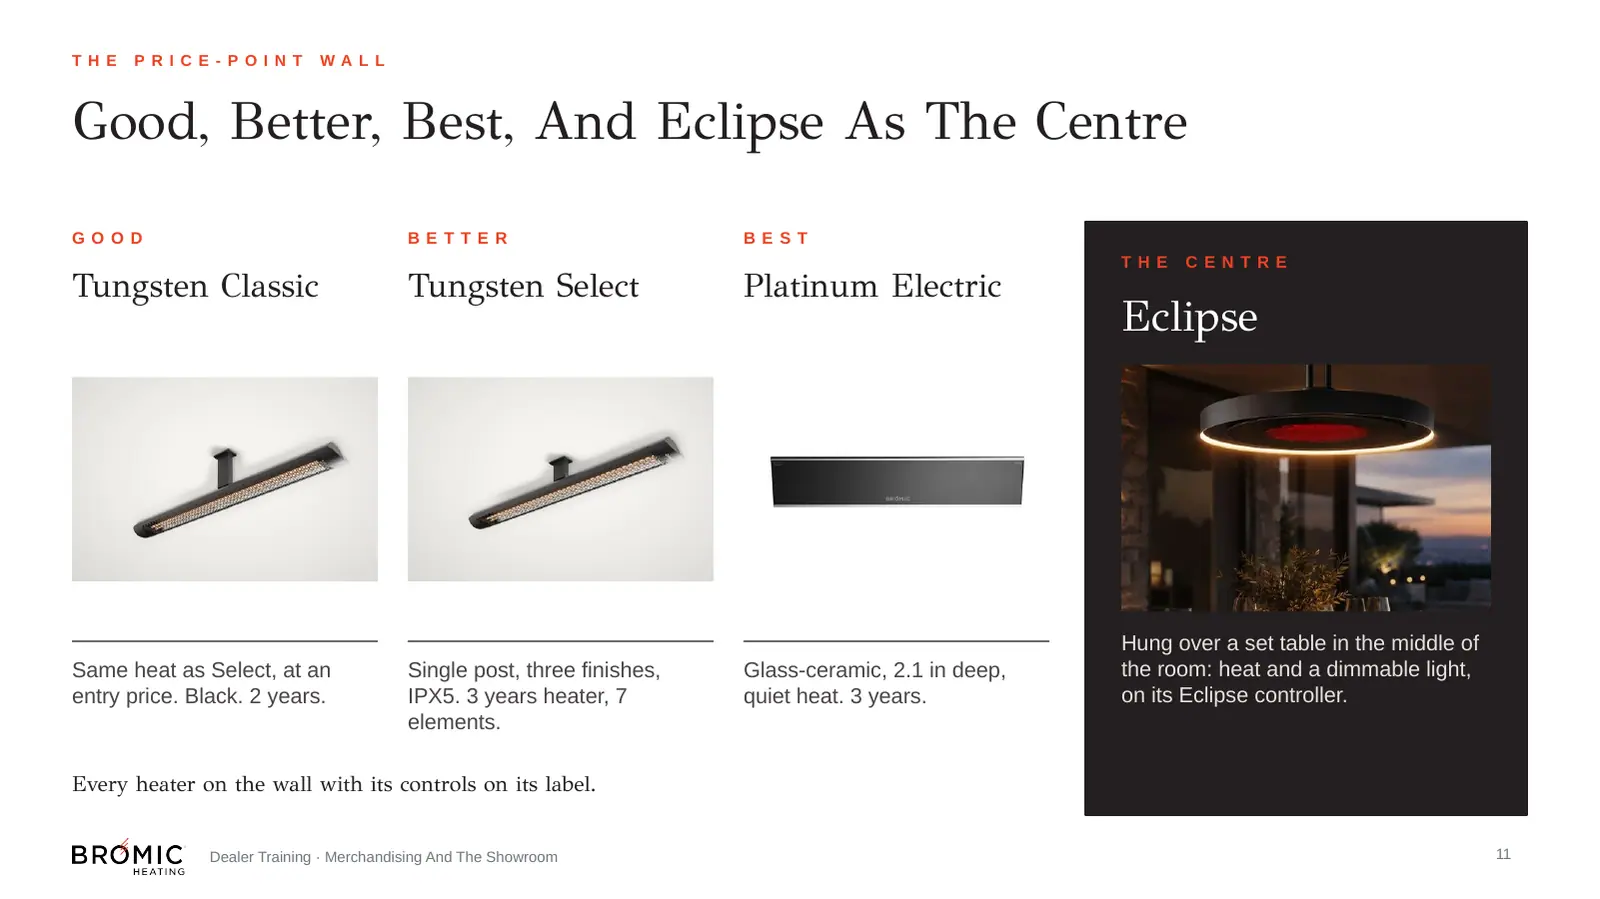 THE PRICE-POINT WALL
Good, Better, Best, And Eclipse As The Centre
GOOD
Tungsten Classic
Same heat as Select, at an
entry price. Black. 2 years.
BETTER
Tungsten Select
Single post, three finishes,
IPX5. 3 years heater, 7
elements.
BEST
Platinum Electric
BROMIC
Glass-ceramic, 2.1 in deep,
quiet heat. 3 years.
THE CENTRE
Eclipse
Hung over a set table in the middle of
the room: heat and a dimmable light,
on its Eclipse controller.
Every heater on the wall with its controls on its label.
BROMIC
HEATING
Dealer Training · Merchandising And The Showroom
11